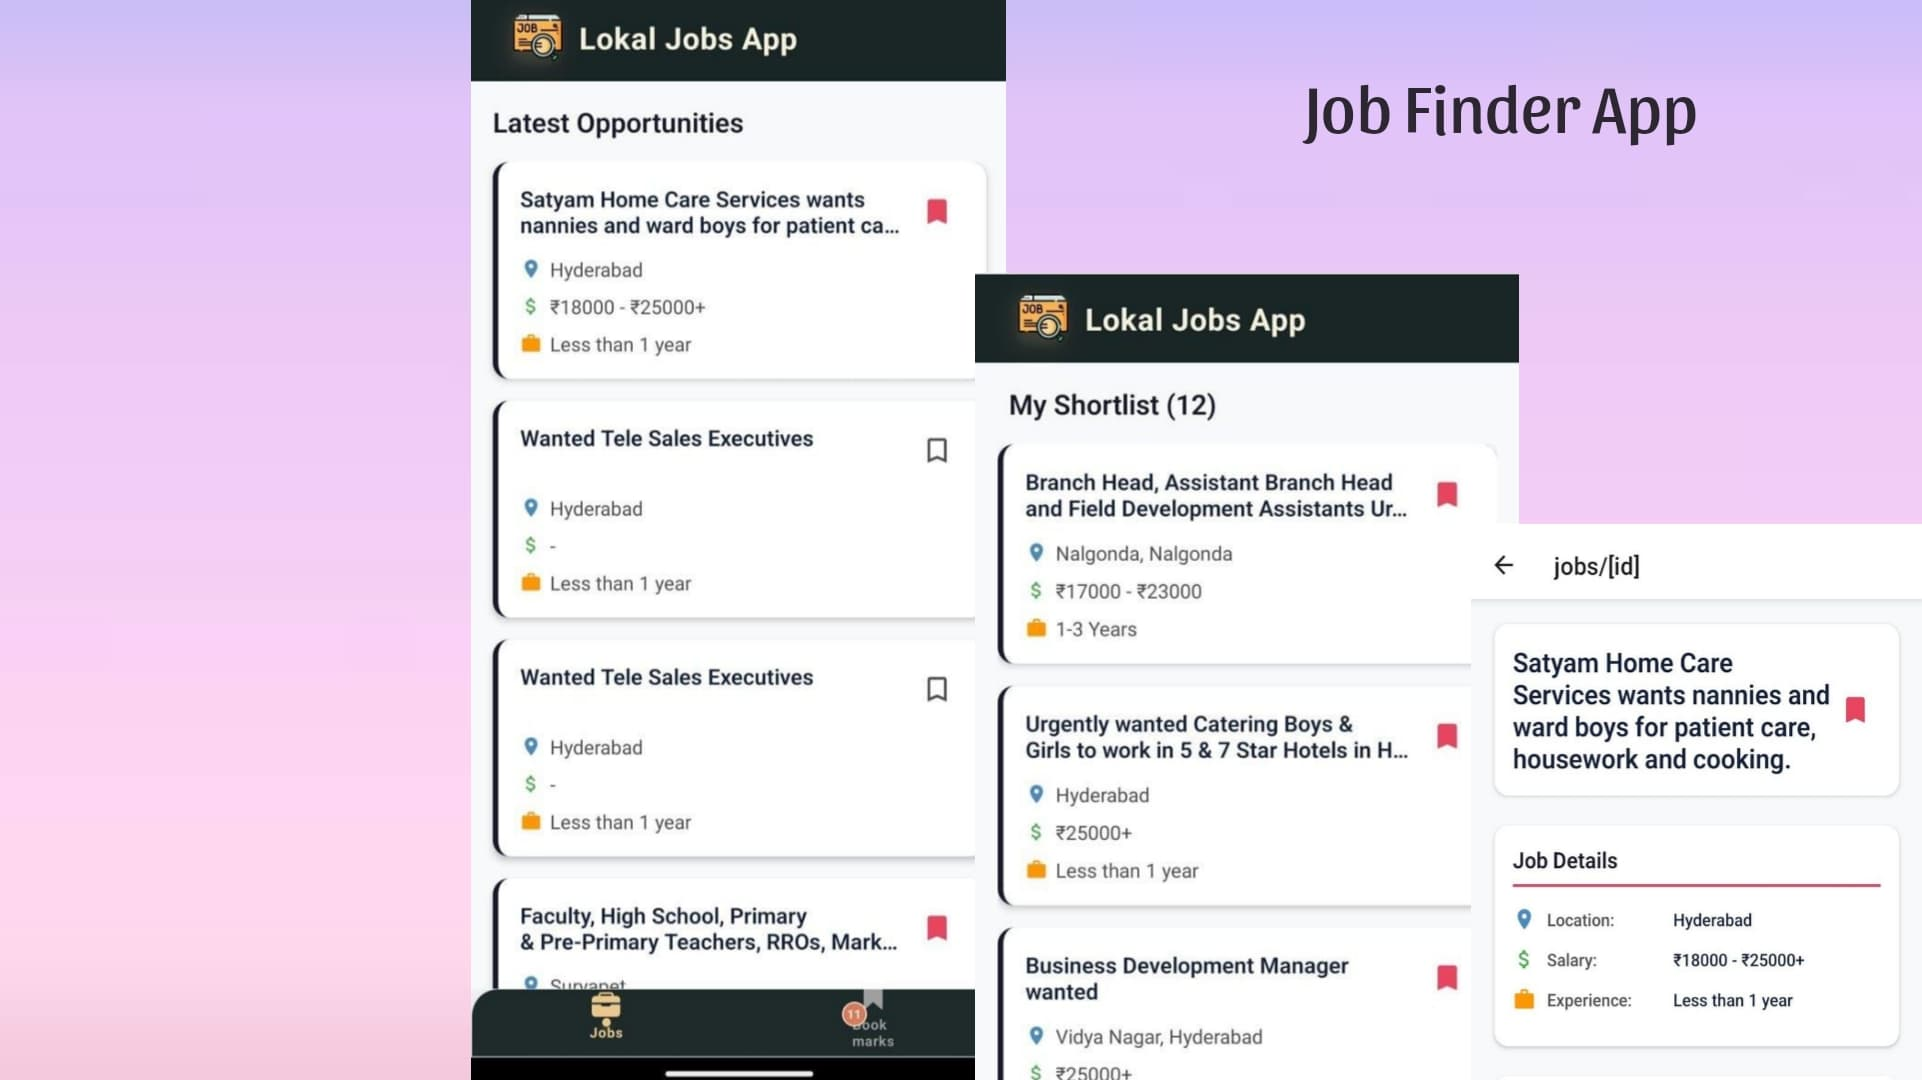 JOB
Lokal Jobs App
Latest Opportunities
Satyam Home Care Services wants
nannies and ward boys for patient ca...
Hyderabad
$ ₹18000 - ₹25000+
Less than 1 year
Wanted Tele Sales Executives
Hyderabad
$ -
Less than 1 year
Wanted Tele Sales Executives
Hyderabad
$ -
Less than 1 year
Faculty, High School, Primary
& Pre-Primary Teachers, RROs, Mark...
Suryapet
Jobs
11
Book
marks
Job Finder App
JOB
Lokal Jobs App
My Shortlist (12)
Branch Head, Assistant Branch Head
and Field Development Assistants Ur...
Nalgonda, Nalgonda
$ ₹17000 - ₹23000
1-3 Years
Urgently wanted Catering Boys &
Girls to work in 5 & 7 Star Hotels in H...
Hyderabad
$ ₹25000+
Less than 1 year
Business Development Manager
wanted
Vidya Nagar, Hyderabad
$ ₹25000+
jobs/[id]
Satyam Home Care
Services wants nannies and
ward boys for patient care,
housework and cooking.
Job Details
Location: Hyderabad
$ Salary: ₹18000 - ₹25000+
Experience: Less than 1 year